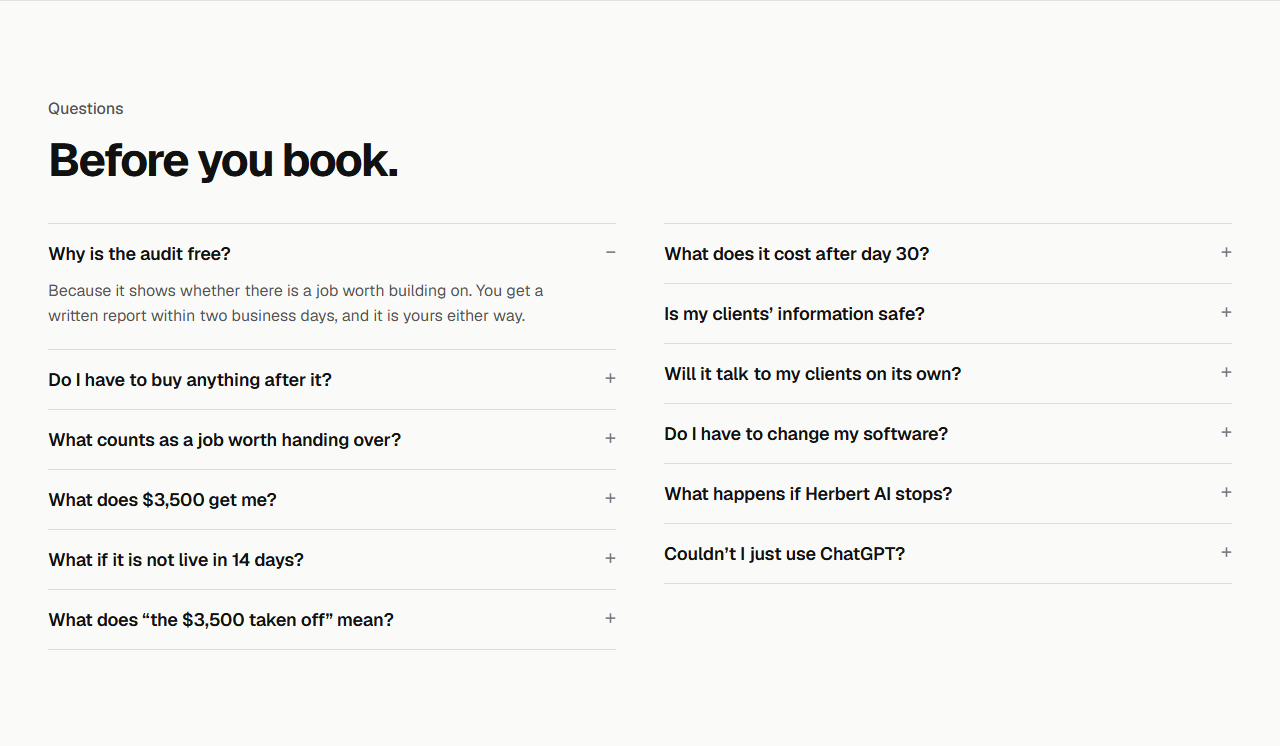 Questions
Before you book.
Why is the audit free?
Because it shows whether there is a job worth building on. You get a
written report within two business days, and it is yours either way.
Do I have to buy anything after it?
What counts as a job worth handing over?
What does $3,500 get me?
What if it is not live in 14 days?
What does “the $3,500 taken off” mean?
What does it cost after day 30?
Is my clients’ information safe?
Will it talk to my clients on its own?
Do I have to change my software?
What happens if Herbert AI stops?
Couldn’t I just use ChatGPT?